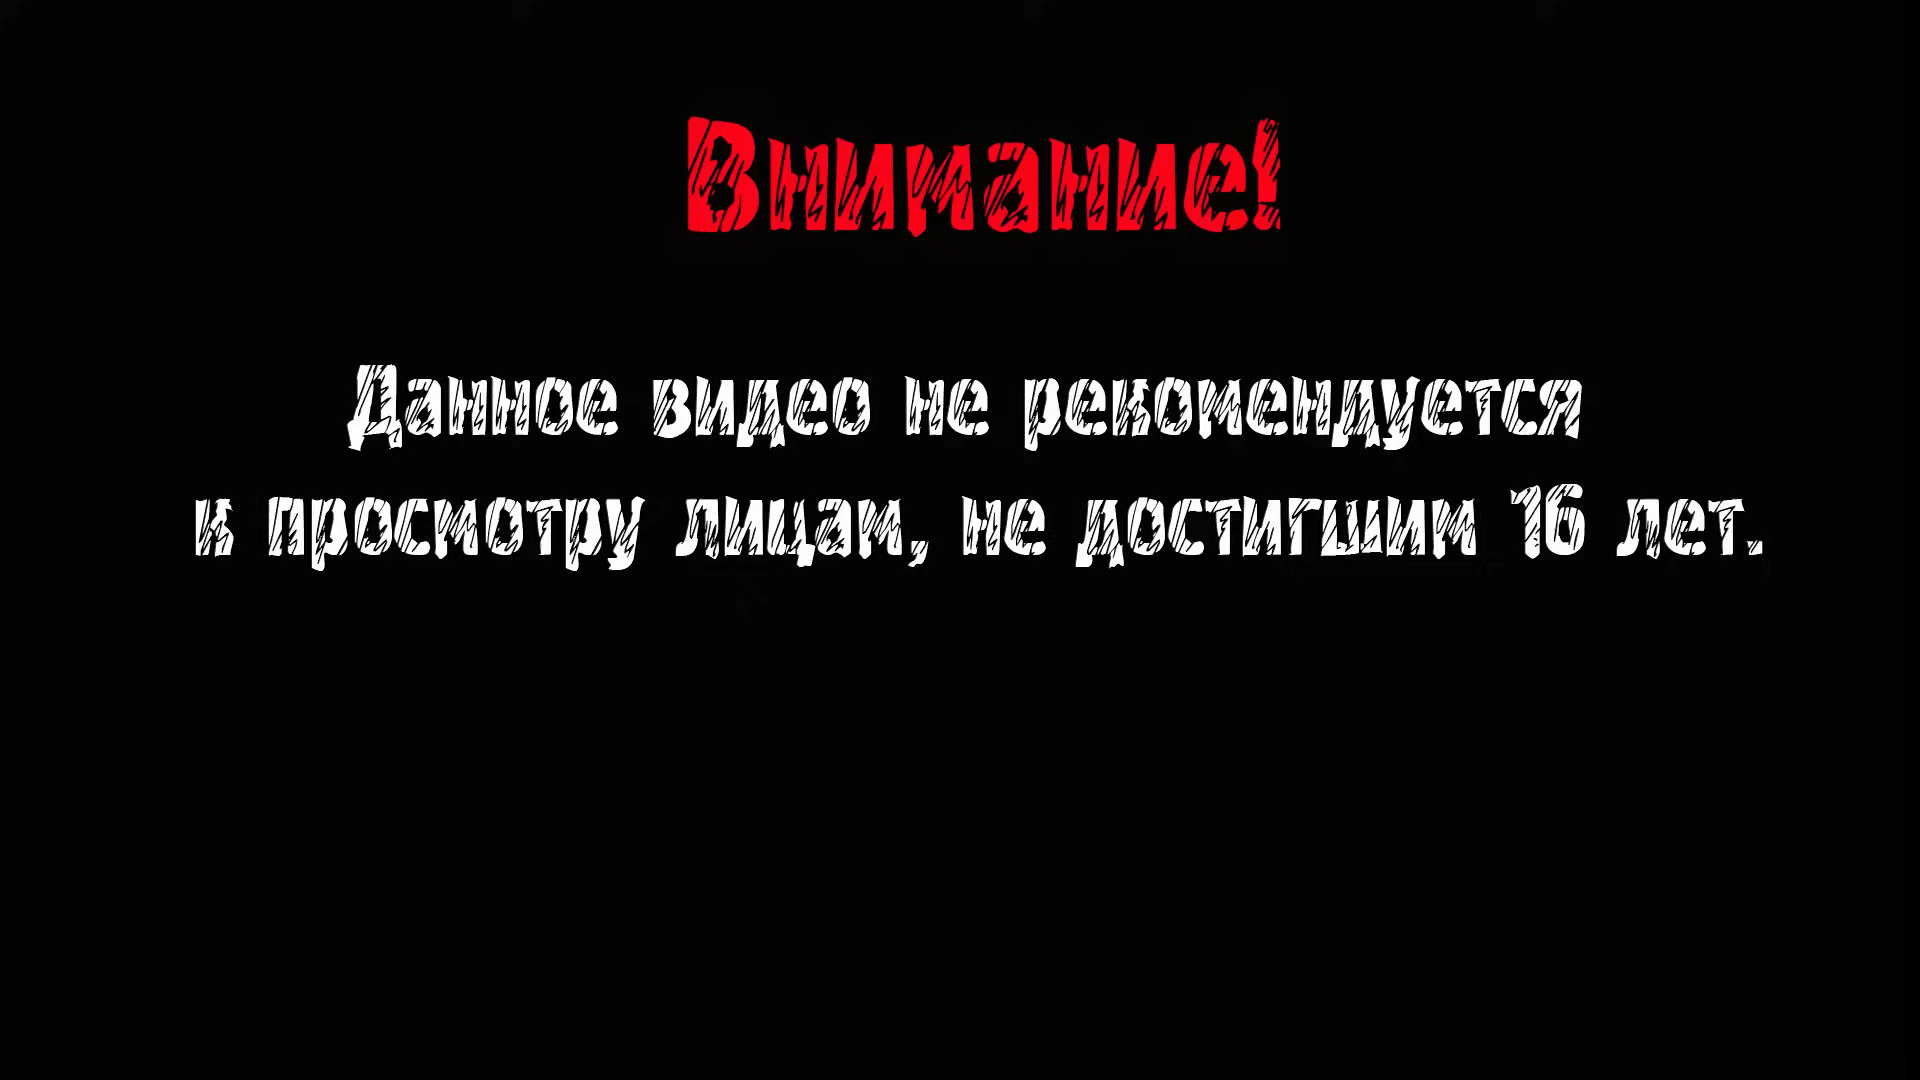 Внимание!
Данное видео не рекомендуется
к просмотру лицам, не достигшим 16 лет.